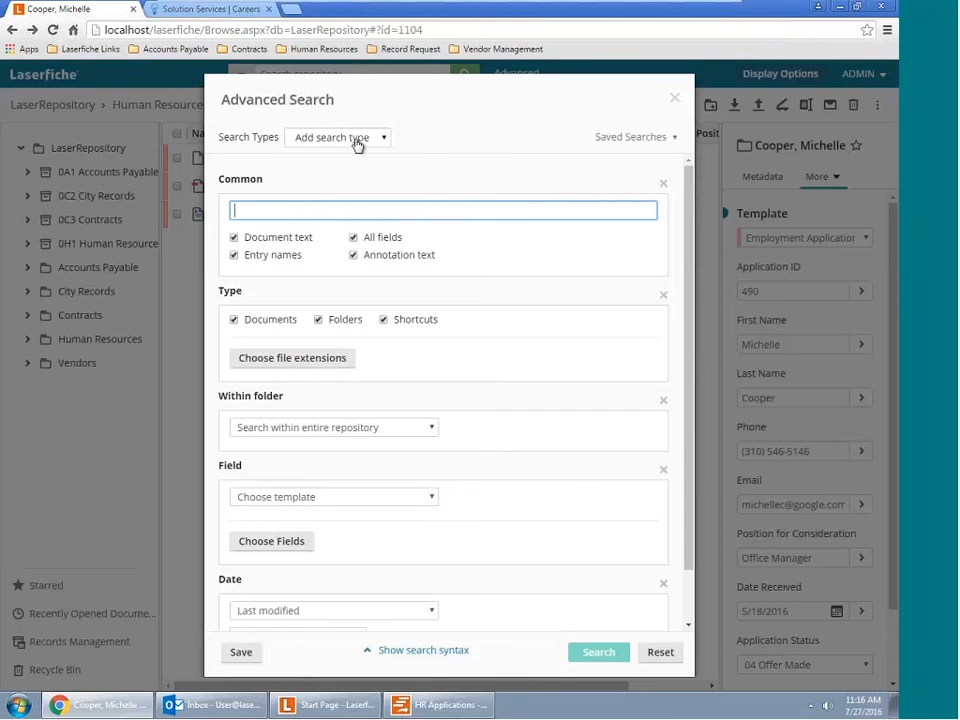 Cooper, Michelle
Solution Services | Careers
localhost/laserfiche/Browse.aspx?db=LaserRepository#?id=1104
Apps Laserfiche Links Accounts Payable Contracts Human Resources Record Request Vendor Management
Laserfiche Display Options ADMIN
LaserRepository > Human Resource
Advanced Search
Search Types Add search type Saved Searches
Common
Document text All fields
Entry names Annotation text
Type
Documents Folders Shortcuts
Choose file extensions
Within folder
Search within entire repository
Field
Choose template
Choose Fields
Date
Last modified
Save Show search syntax Search Reset
LaserRepository
0A1 Accounts Payable
0C2 City Records
0C3 Contracts
0H1 Human Resource
Accounts Payable
City Records
Contracts
Human Resources
Vendors
Starred
Recently Opened Docume...
Records Management
Recycle Bin
Posit
Cooper, Michelle
Metadata More
Template
Employment Applicatior
Application ID
490
First Name
Michelle
Last Name
Cooper
Phone
(310) 546-5146
Email
michellec@google.com
Position for Consideration
Office Manager
Date Received
5/18/2016
Application Status
04 Offer Made
Cooper, Michelle... Inbox - User@lase... Start Page - Laserf... HR Applications - ...
11:16 AM
7/27/2016